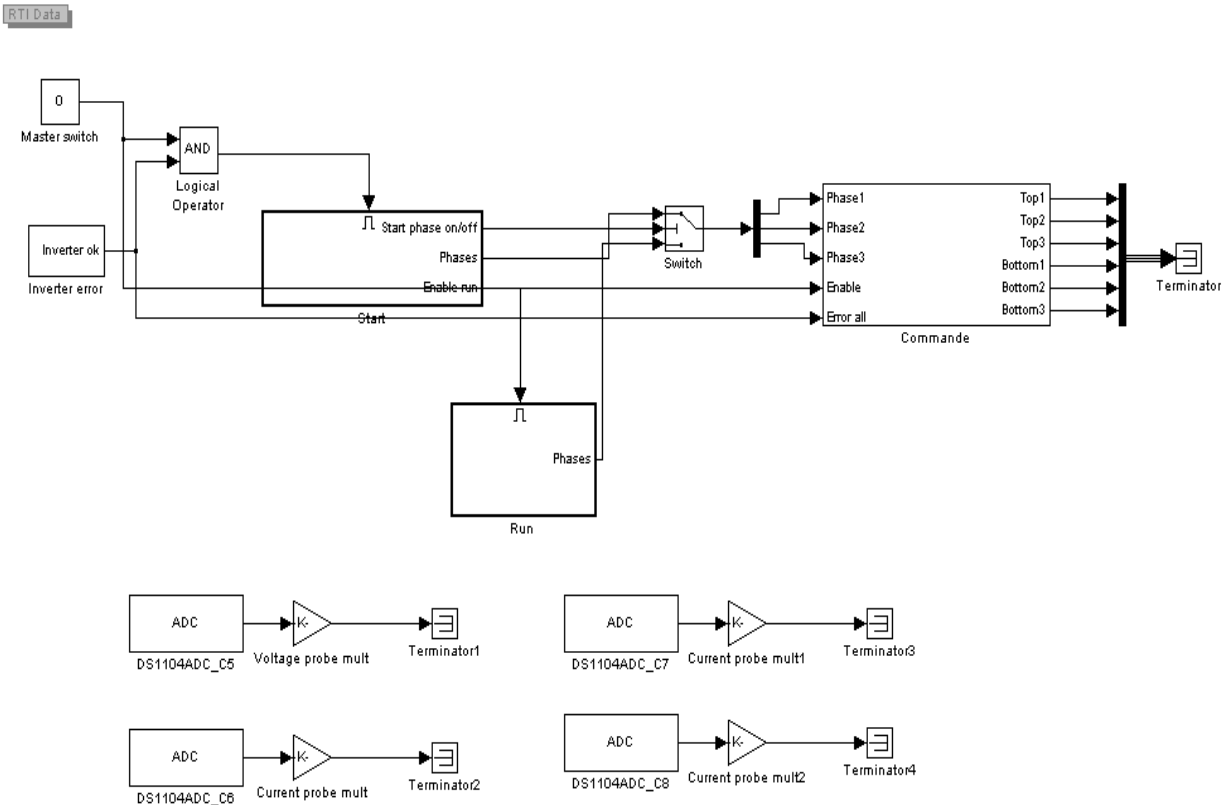 RTI Data
0
Master switch
AND
Logical
Operator
Inverter ok
Inverter error
Start phase on/off
Phases
Enable run
Start
Switch
Phase1
Phase2
Phase3
Enable
Error all
Top1
Top2
Top3
Bottom1
Bottom2
Bottom3
Commande
Terminator
Phases
Run
ADC
DS1104ADC_C5
K-
Voltage probe mult
Terminator1
ADC
DS1104ADC_C7
K-
Current probe mult1
Terminator3
ADC
DS1104ADC_C6
K-
Current probe mult
Terminator2
ADC
DS1104ADC_C8
K-
Current probe mult2
Terminator4